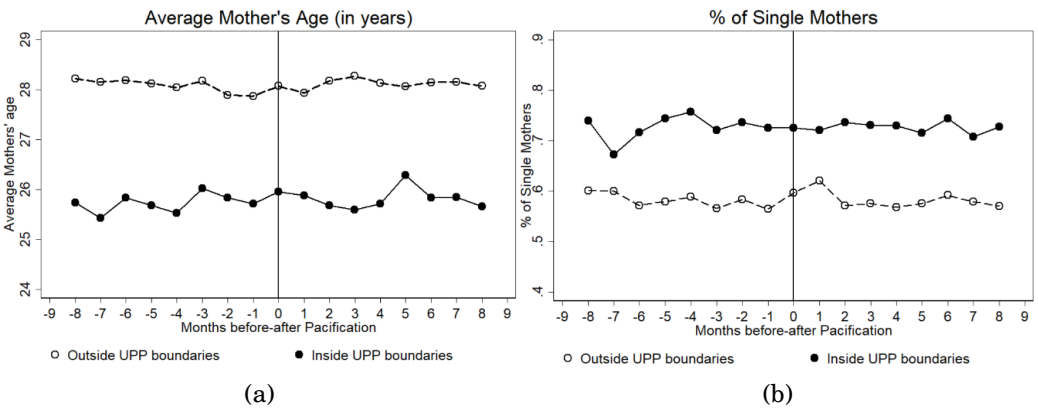 Average Mother's Age (in years)
Average Mothers' age
29
28
27
26
25
24
-9 -8 -7 -6 -5 -4 -3 -2 -1 0 1 2 3 4 5 6 7 8 9
Months before-after Pacification
Outside UPP boundaries Inside UPP boundaries
(a)
% of Single Mothers
% of Single Mothers
.9
.8
.7
.6
.5
.4
-9 -8 -7 -6 -5 -4 -3 -2 -1 0 1 2 3 4 5 6 7 8 9
Months before-after Pacification
Outside UPP boundaries Inside UPP boundaries
(b)